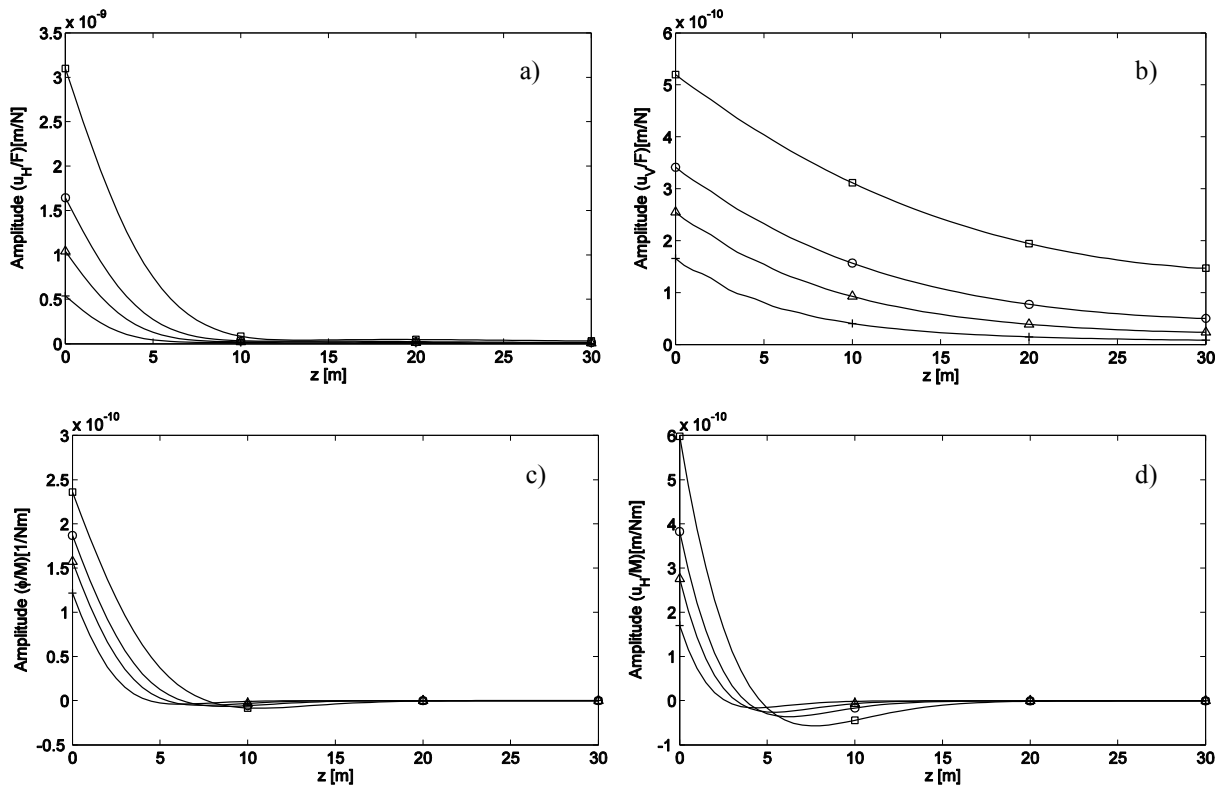 x 10-9
3.5
3
2.5
2
1.5
1
0.5
0
Amplitude (uH/F)[m/N]
a)
0 5 10 15 20 25 30
z [m]
x 10-10
6
5
4
3
2
1
0
Amplitude (uV/F)[m/N]
b)
0 5 10 15 20 25 30
z [m]
x 10-10
3
2.5
2
1.5
1
0.5
0
-0.5
Amplitude (ϕ/M)[1/Nm]
c)
0 5 10 15 20 25 30
z [m]
x 10-10
6
5
4
3
2
1
0
-1
Amplitude (uH/M)[m/Nm]
d)
0 5 10 15 20 25 30
z [m]